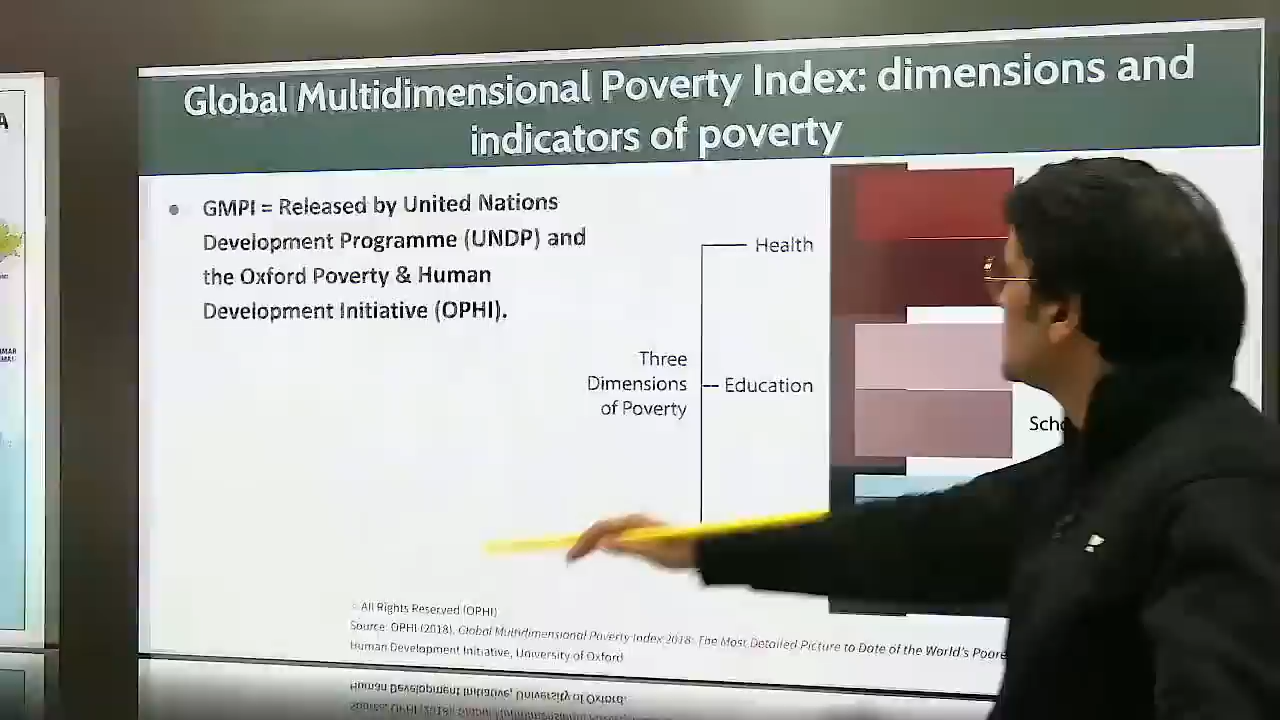 Global Multidimensional Poverty Index: dimensions and
indicators of poverty
GMPI = Released by United Nations
Development Programme (UNDP) and
the Oxford Poverty & Human
Development Initiative (OPHI).
Health
Three
Dimensions
of Poverty
Education
Scho
All Rights Reserved (OPHI)
Source: OPHI (2018). Global Multidimensional Poverty Index 2018: The Most Detailed Picture to Date of the World's Poore
Human Development Initiative, University of Oxford
A